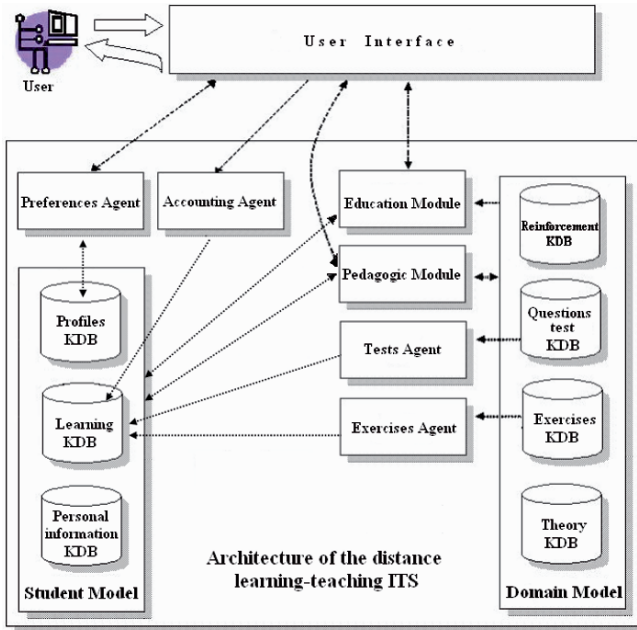 User Interface
User
Preferences Agent
Accounting Agent
Education Module
Pedagogic Module
Tests Agent
Exercises Agent
Profiles
KDB
Learning
KDB
Personal
information
KDB
Student Model
Reinforcement
KDB
Questions
test
KDB
Exercises
KDB
Theory
KDB
Domain Model
Architecture of the distance
learning-teaching ITS